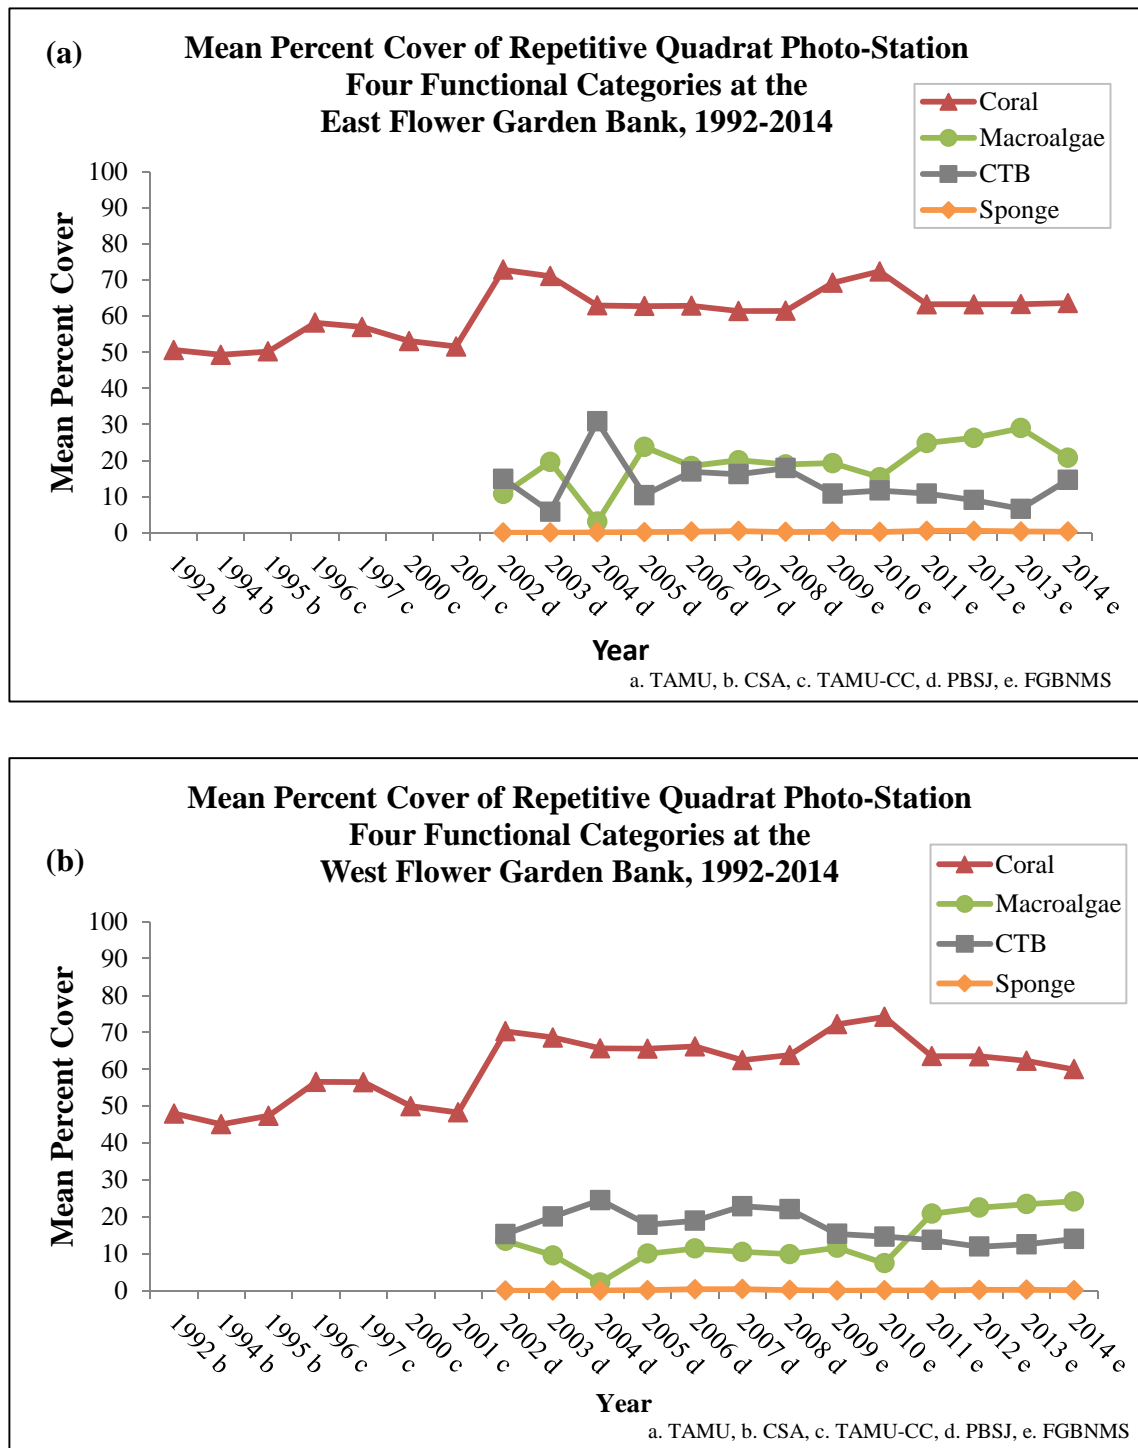 (a)
Mean Percent Cover of Repetitive Quadrat Photo-Station
Four Functional Categories at the
East Flower Garden Bank, 1992-2014
Coral
Macroalgae
CTB
Sponge
Mean Percent Cover
100
90
80
70
60
50
40
30
20
10
0
1992 b
1994 b
1995 b
1996 c
1997 c
2000 c
2001 c
2002 d
2003 d
2004 d
2005 d
2006 d
2007 d
2008 d
2009 e
2010 e
2011 e
2012 e
2013 e
2014 e
Year
a. TAMU, b. CSA, c. TAMU-CC, d. PBSJ, e. FGBNMS
(b)
Mean Percent Cover of Repetitive Quadrat Photo-Station
Four Functional Categories at the
West Flower Garden Bank, 1992-2014
Coral
Macroalgae
CTB
Sponge
Mean Percent Cover
100
90
80
70
60
50
40
30
20
10
0
1992 b
1994 b
1995 b
1996 c
1997 c
2000 c
2001 c
2002 d
2003 d
2004 d
2005 d
2006 d
2007 d
2008 d
2009 e
2010 e
2011 e
2012 e
2013 e
2014 e
Year
a. TAMU, b. CSA, c. TAMU-CC, d. PBSJ, e. FGBNMS